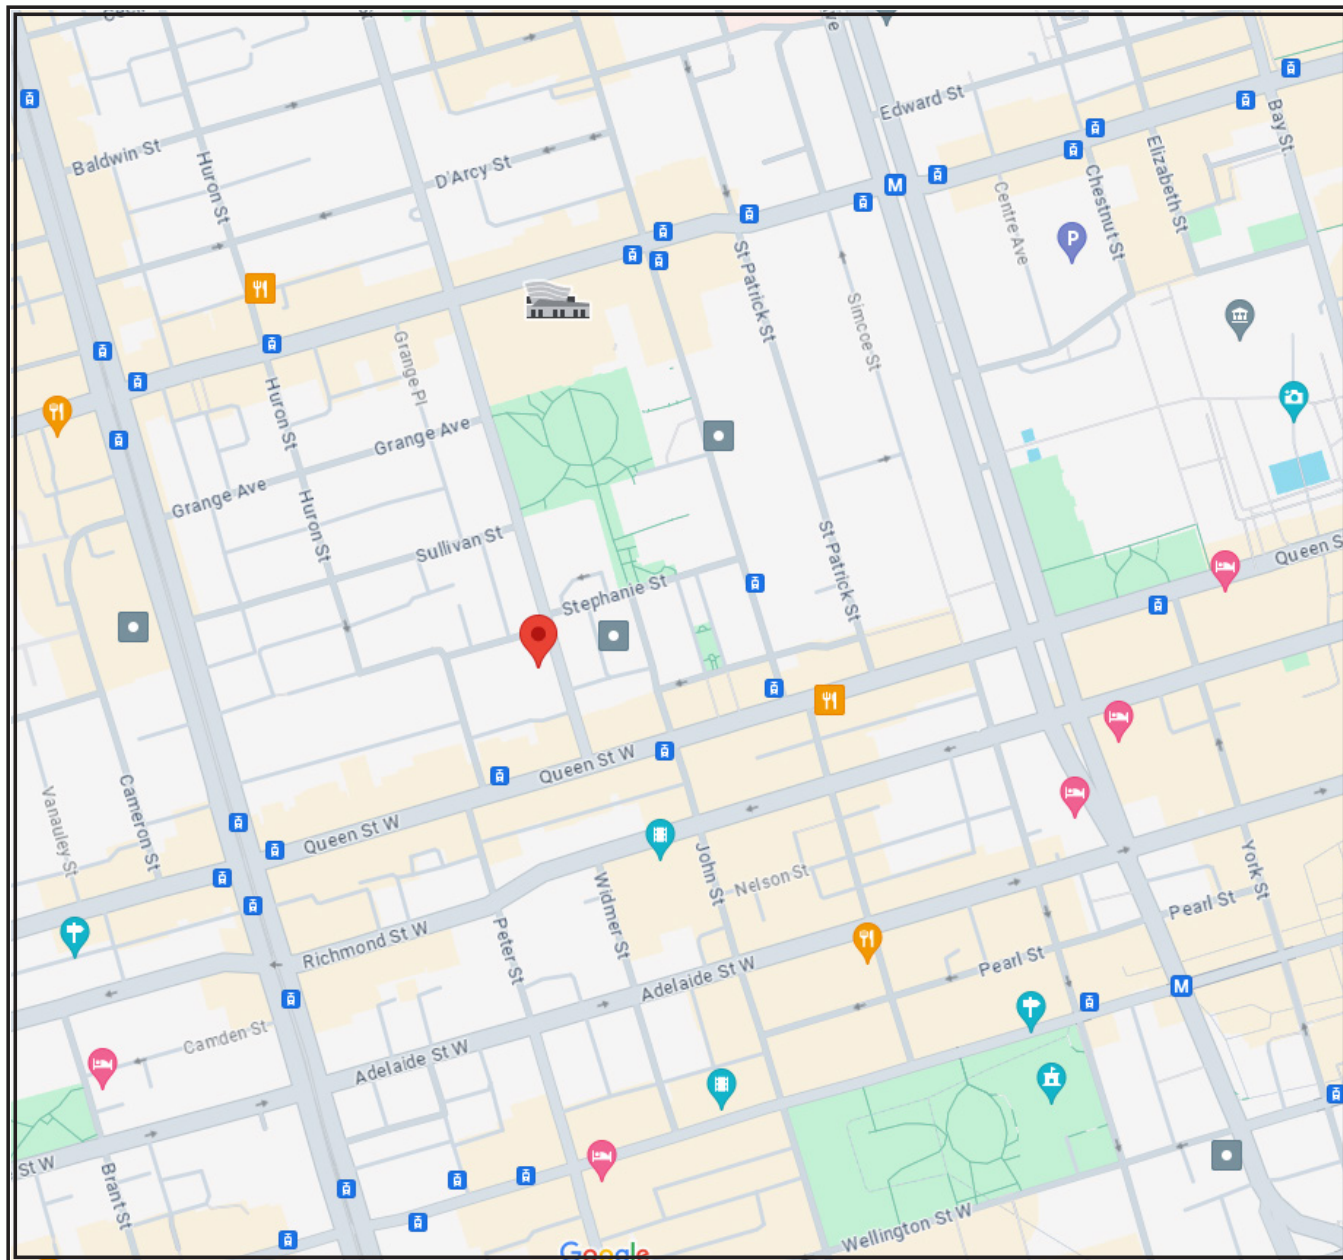 Edward St
Bay St.
Baldwin St
Huron St
D'Arcy St
Elizabeth St
Chestnut St
Centre Ave
M
P
St Patrick St
Simcoe St
Grange Pl
Huron St
Grange Ave
Grange Ave
Huron St
Sullivan St
St Patrick St
Queen S
Stephanie St
Queen St W
Cameron St
Vanauley St
Queen St W
John St
Nelson St
York St
Widmer St
Pearl St
Richmond St W
Peter St
Pearl St
Adelaide St W
M
Camden St
Adelaide St W
St W
Brant St
Wellington St W
Google